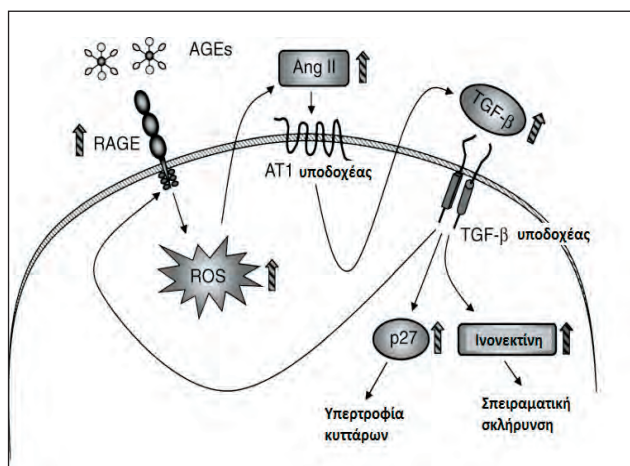 AGEs
RAGE
Ang II
AT1 υποδοχέας
TGF-β
TGF-β υποδοχέας
ROS
p27
Ινονεκτίνη
Υπερτροφία
κυττάρων
Σπειραματική
σκλήρυνση